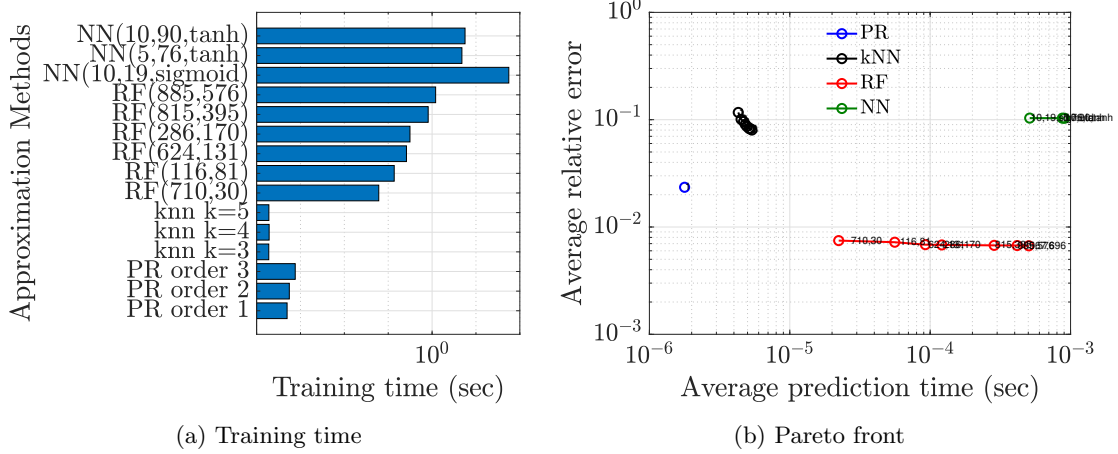 Approximation Methods
NN(10,90,tanh)
NN(5,76,tanh)
NN(10,19,sigmoid)
RF(885,576)
RF(815,395)
RF(286,170)
RF(624,131)
RF(116,81)
RF(710,30)
knn k=5
knn k=4
knn k=3
PR order 3
PR order 2
PR order 1
10^0
Training time (sec)
(a) Training time
Average relative error
10^0
10^-1
10^-2
10^-3
PR
kNN
RF
NN
710,30
116,81
10^-6
10^-5
10^-4
10^-3
Average prediction time (sec)
(b) Pareto front